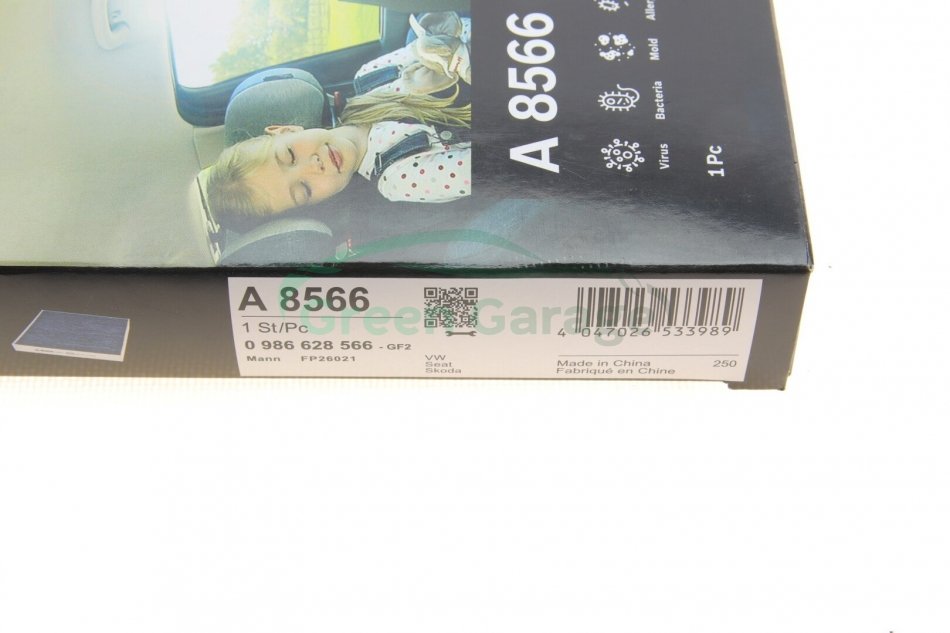 A 8566
Virus
Bacteria
Mold
1 Pc
A 8566
1 St/Pc
0 986 628 566 - GF2
Mann FP26021
VW
Seat
Skoda
4 047026 533989
Made in China
Fabriqué en Chine
250
Green Garage